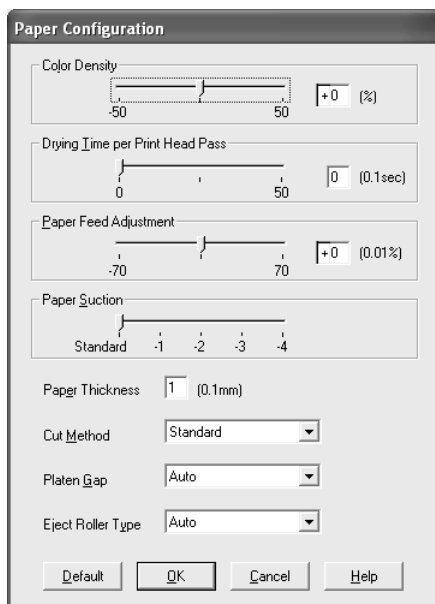 Paper Configuration
Color Density
-50 50 +0 (%)
Drying Time per Print Head Pass
0 50 0 (0.1sec)
Paper Feed Adjustment
-70 70 +0 (0.01%)
Paper Suction
Standard -1 -2 -3 -4
Paper Thickness 1 (0.1mm)
Cut Method Standard
Platen Gap Auto
Eject Roller Type Auto
Default OK Cancel Help